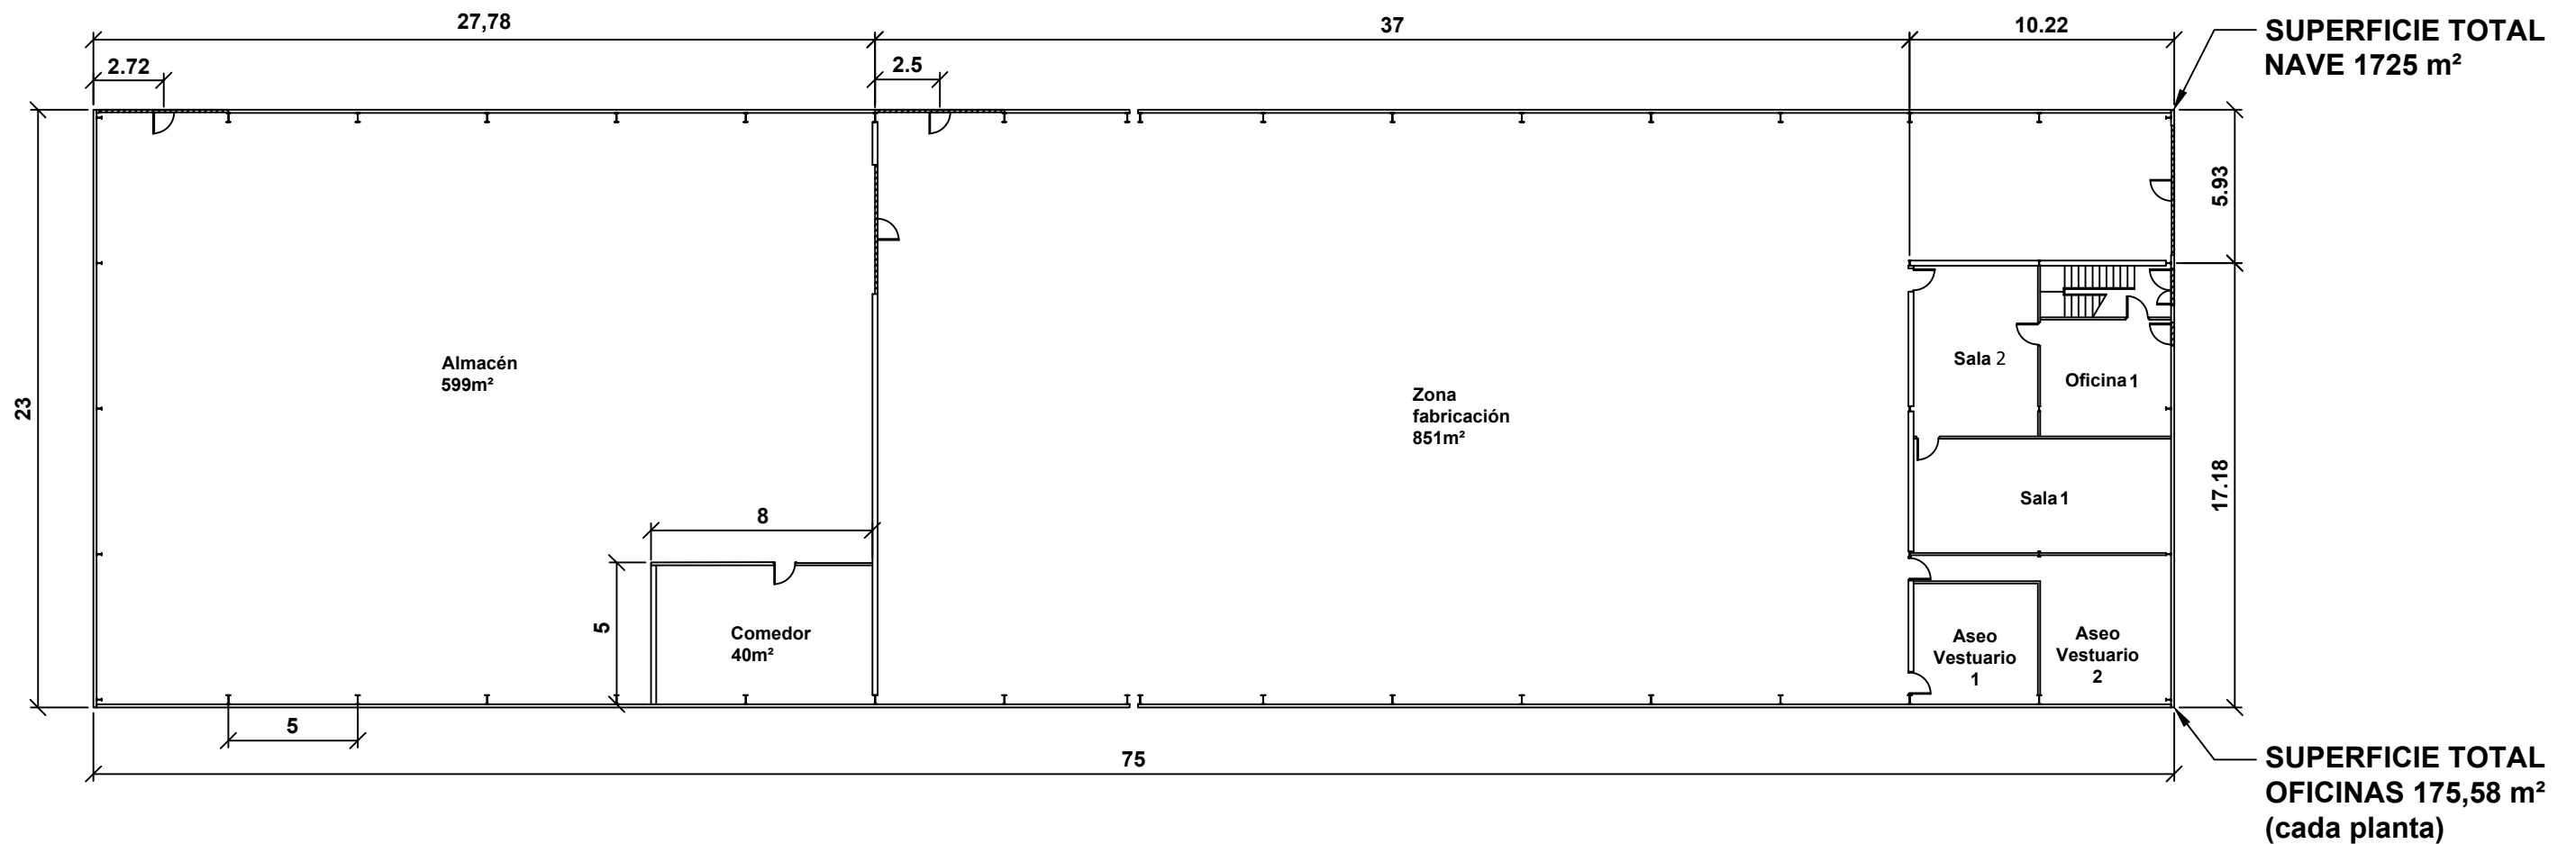 27,78
37
10.22
SUPERFICIE TOTAL
NAVE 1725 m²
2.72
2.5
5.93
23
Almacén
599m²
Zona
fabricación
851m²
Sala 2
Oficina 1
17.18
Sala 1
8
5
Comedor
40m²
Aseo
Vestuario
1
Aseo
Vestuario
2
5
75
SUPERFICIE TOTAL
OFICINAS 175,58 m²
(cada planta)